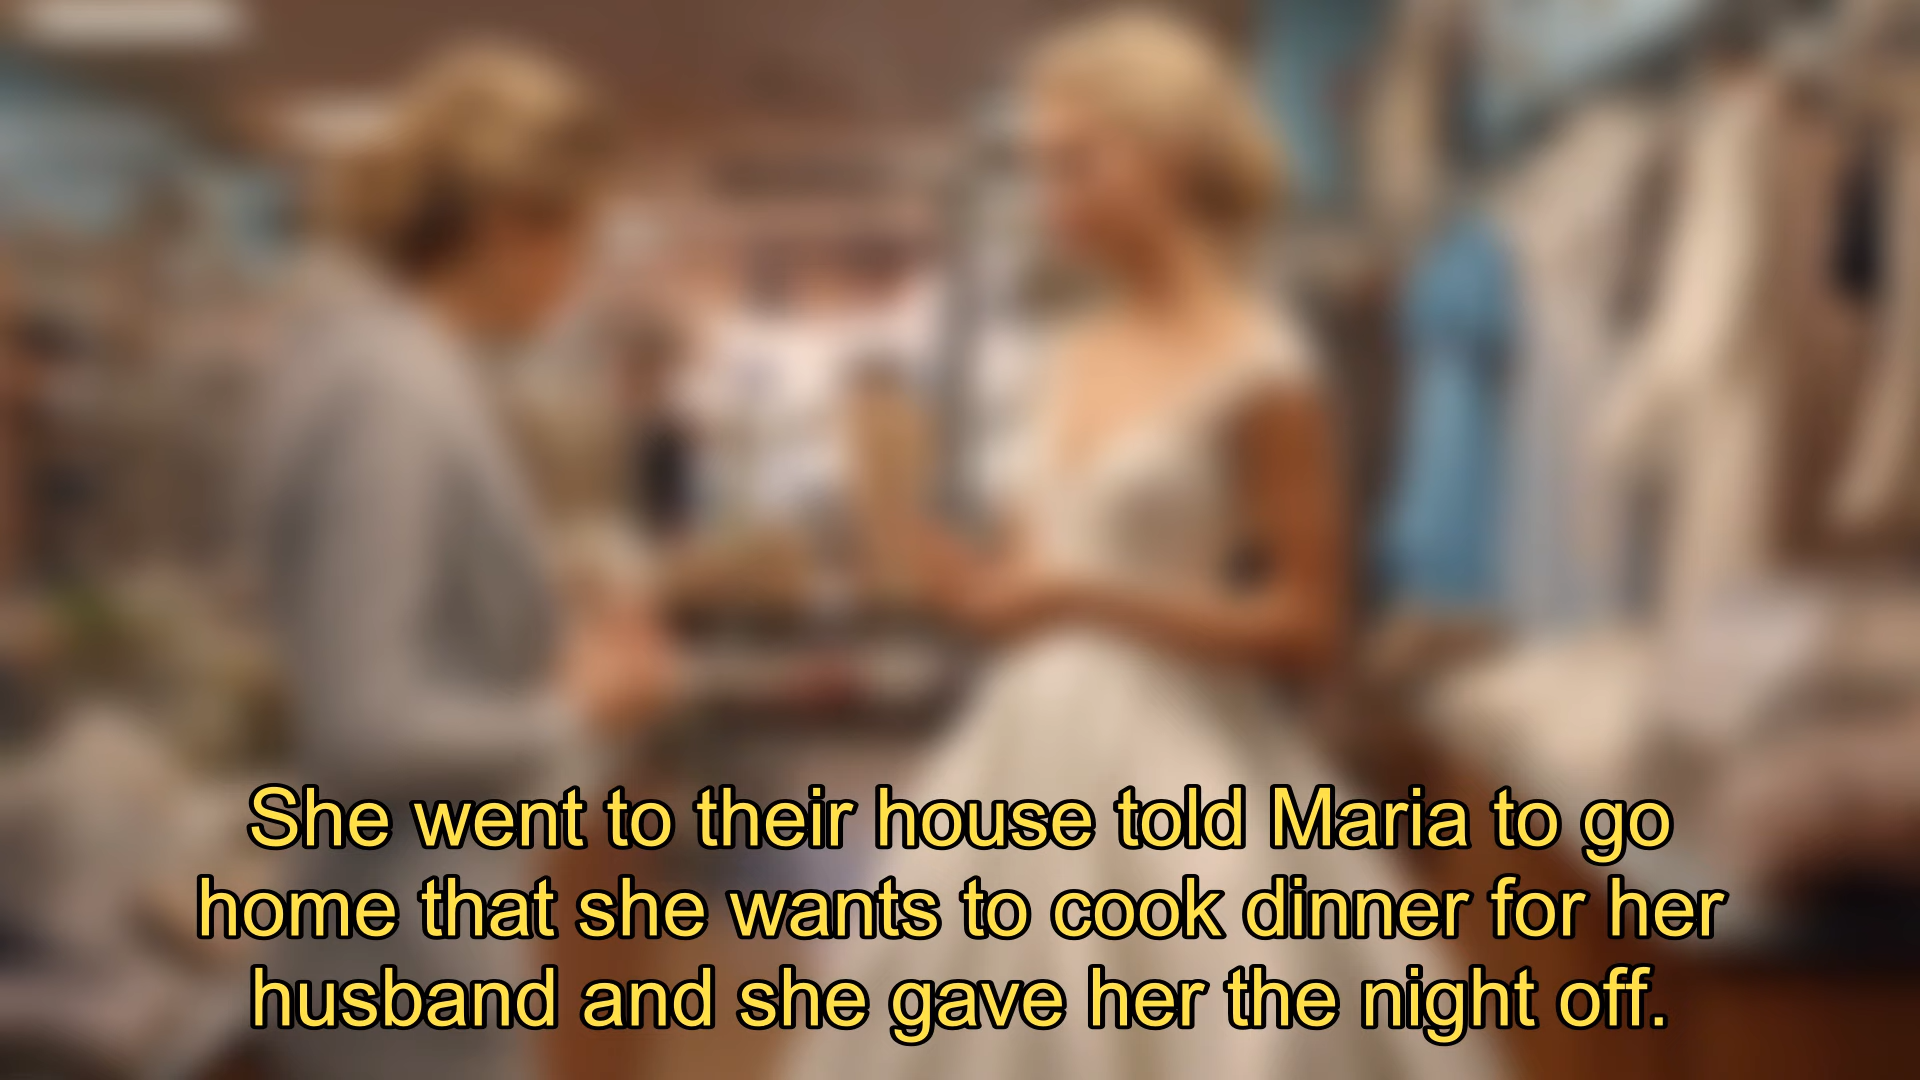 She went to their house told Maria to go
home that she wants to cook dinner for her
husband and she gave her the night off.